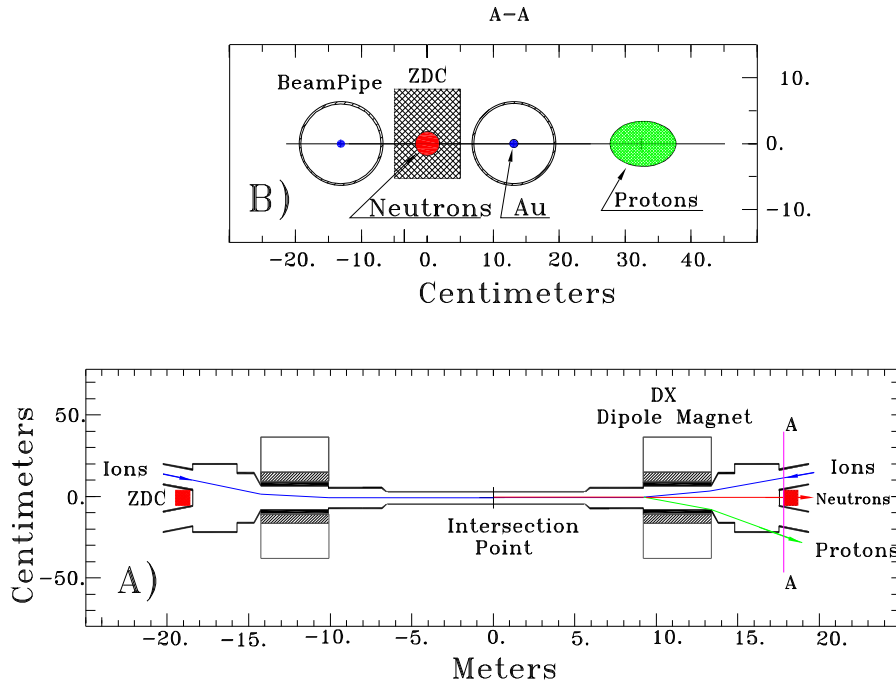 A-A
BeamPipe
ZDC
10.
0.
-10.
B)
Neutrons
Au
Protons
-20.
-10.
0.
10.
20.
30.
40.
Centimeters
DX
Dipole Magnet
A
50.
0.
-50.
Centimeters
Ions
ZDC
Ions
Neutrons
Protons
Intersection
Point
A)
A
-20.
-15.
-10.
-5.
0.
5.
10.
15.
20.
Meters